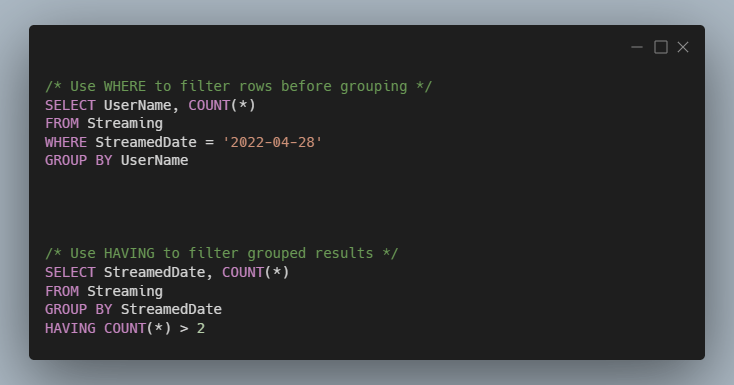 /* Use WHERE to filter rows before grouping */
SELECT UserName, COUNT(*)
FROM Streaming
WHERE StreamedDate = '2022-04-28'
GROUP BY UserName
/* Use HAVING to filter grouped results */
SELECT StreamedDate, COUNT(*)
FROM Streaming
GROUP BY StreamedDate
HAVING COUNT(*) > 2